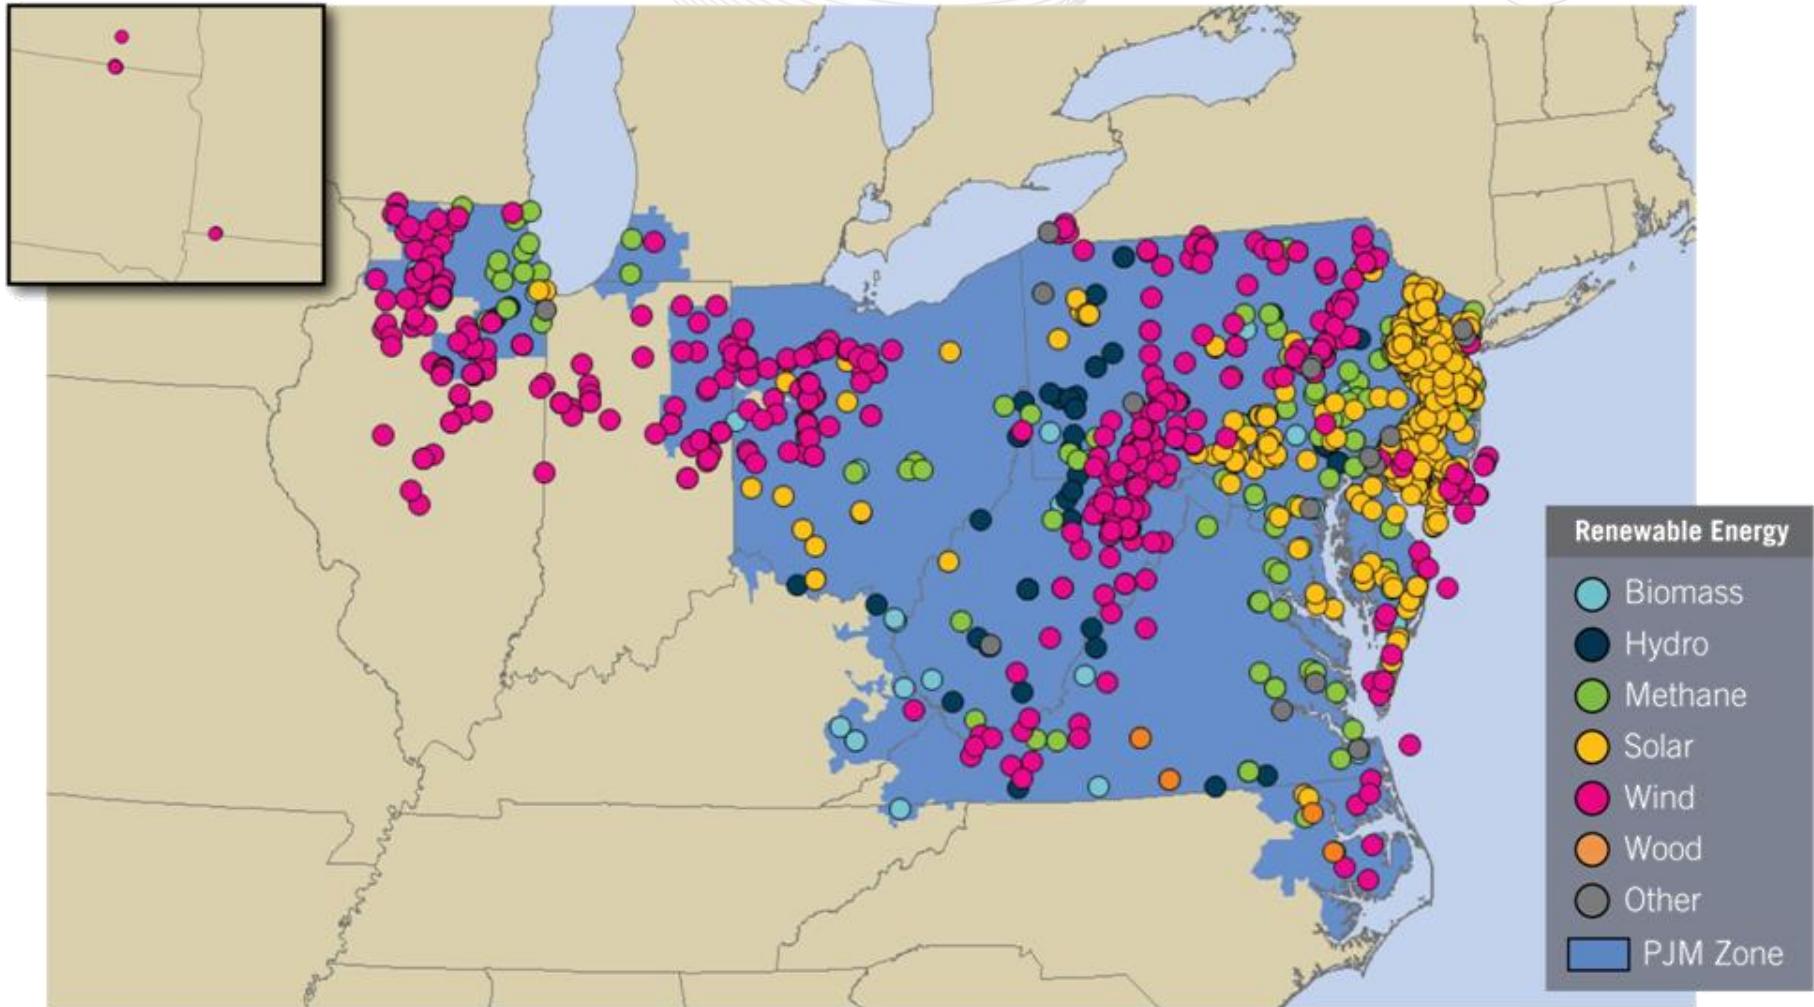 Renewable Energy
Biomass
Hydro
Methane
Solar
Wind
Wood
Other
PJM Zone